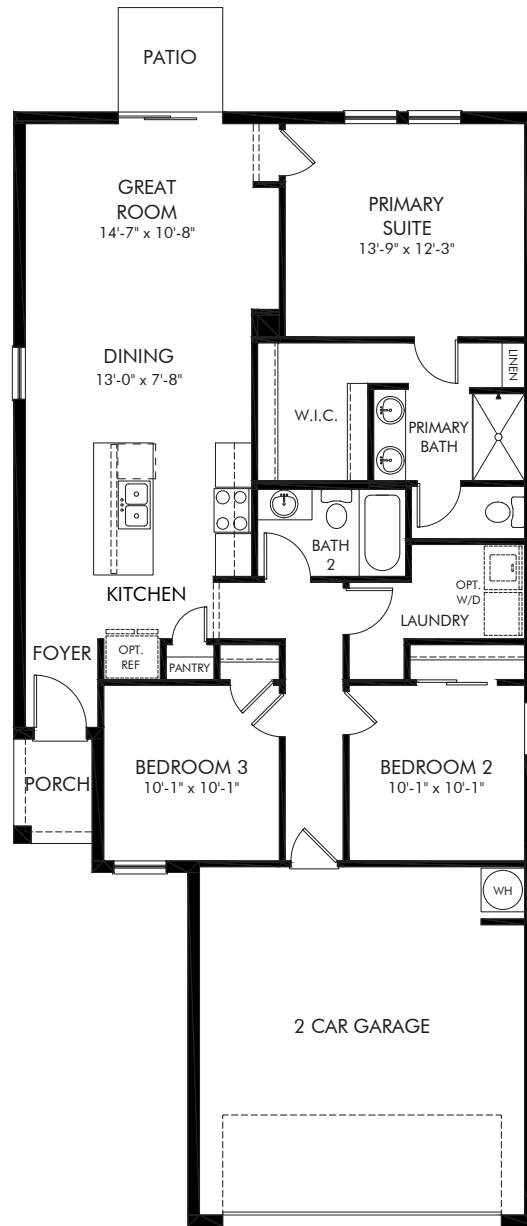 PATIO
GREAT
ROOM
14'-7" x 10'-8"
PRIMARY
SUITE
13'-9" x 12'-3"
DINING
13'-0" x 7'-8"
LINEN
W.I.C.
PRIMARY
BATH
BATH
2
KITCHEN
OPT.
W/D
LAUNDRY
FOYER
OPT.
REF
PANTRY
PORCH
BEDROOM 3
10'-1" x 10'-1"
BEDROOM 2
10'-1" x 10'-1"
WH
2 CAR GARAGE